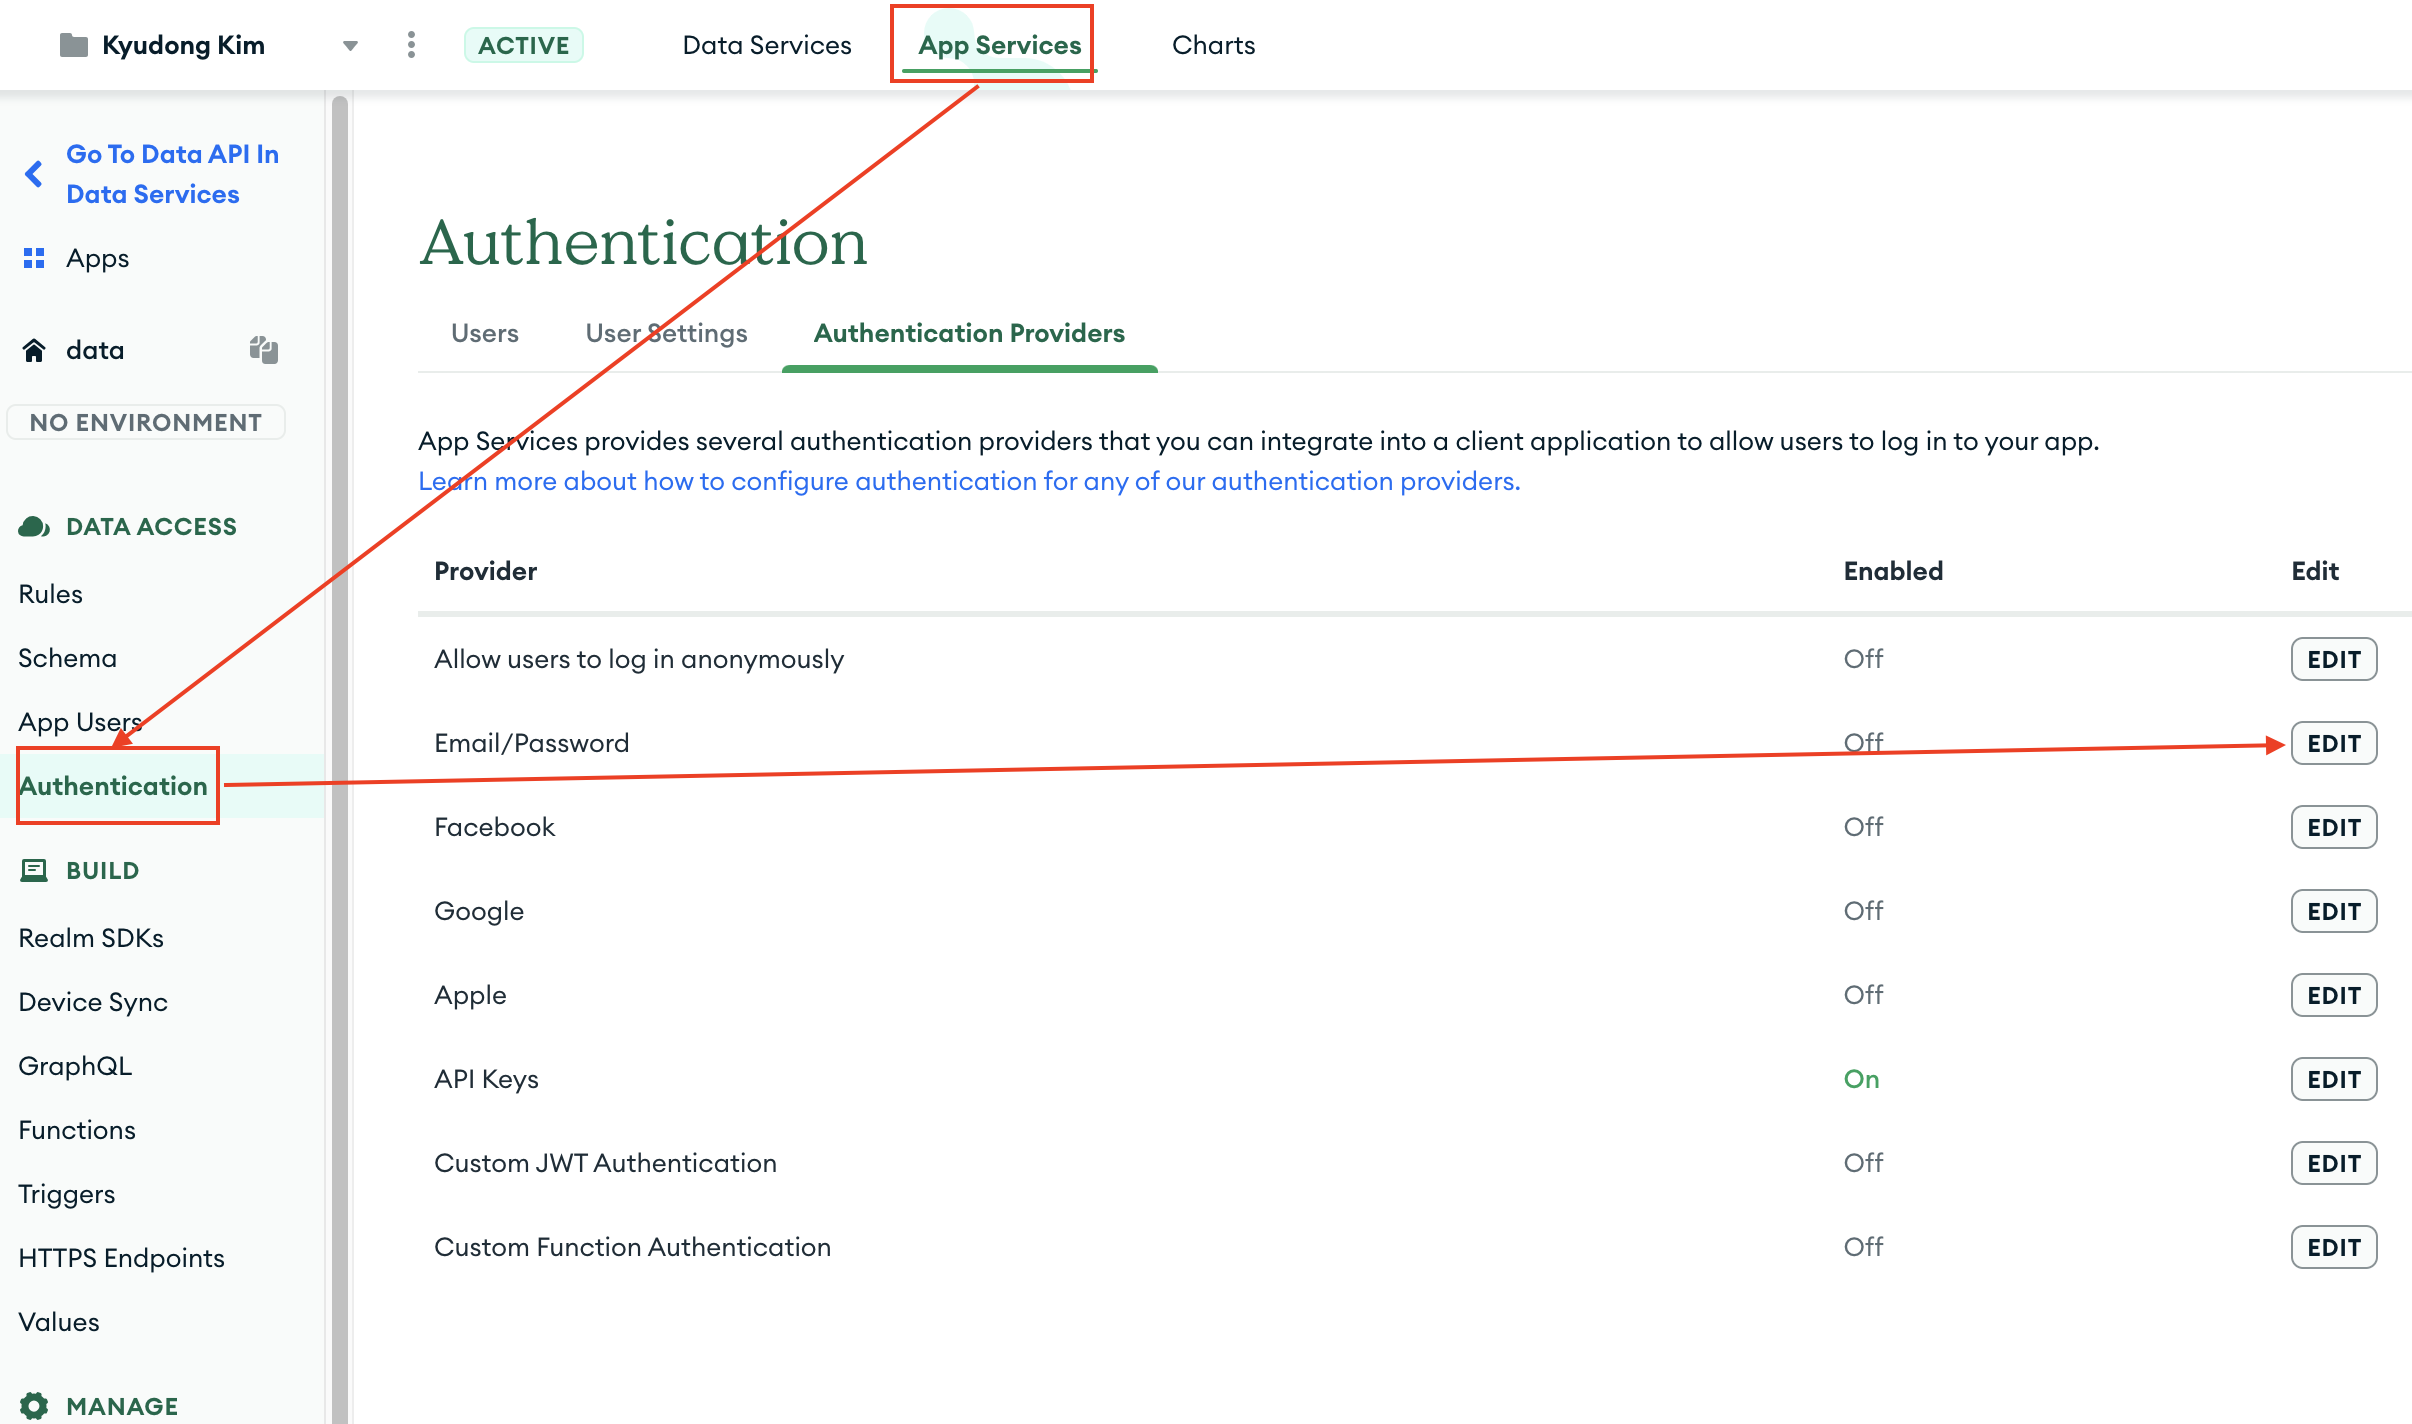 Kyudong Kim
ACTIVE
Data Services
App Services
Charts
Go To Data API In
Data Services
Apps
data
NO ENVIRONMENT
DATA ACCESS
Rules
Schema
App Users
Authentication
BUILD
Realm SDKs
Device Sync
GraphQL
Functions
Triggers
HTTPS Endpoints
Values
MANAGE
Authentication
Users
User Settings
Authentication Providers
App Services provides several authentication providers that you can integrate into a client application to allow users to log in to your app.
Learn more about how to configure authentication for any of our authentication providers.
Provider Enabled Edit
Allow users to log in anonymously Off EDIT
Email/Password Off EDIT
Facebook Off EDIT
Google Off EDIT
Apple Off EDIT
API Keys On EDIT
Custom JWT Authentication Off EDIT
Custom Function Authentication Off EDIT